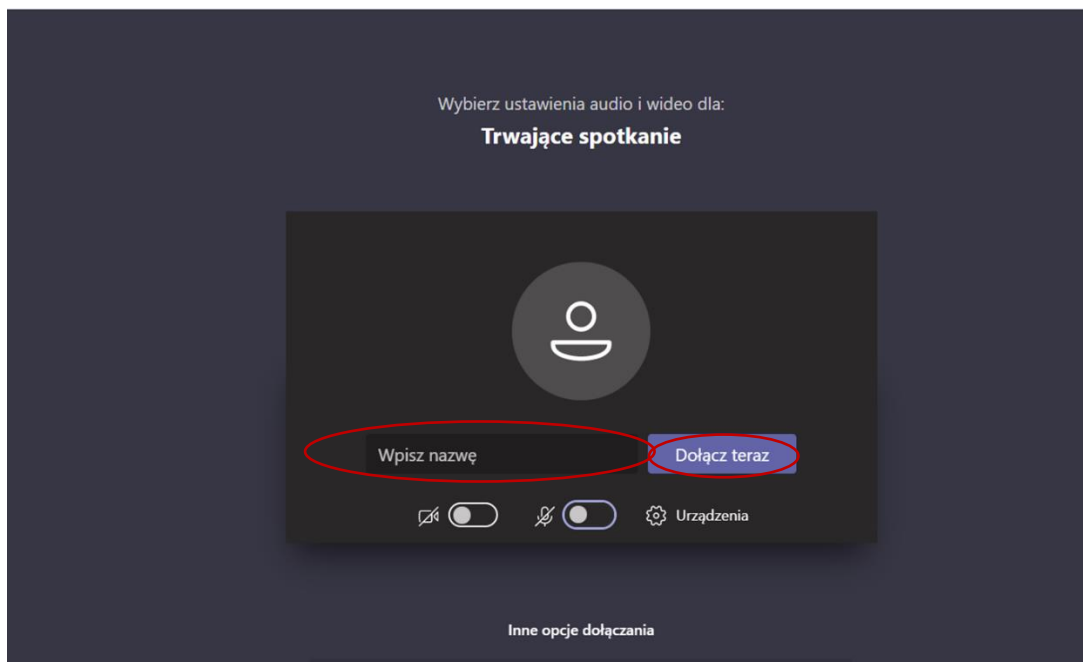 Wybierz ustawienia audio i wideo dla:
Trwające spotkanie
Wpisz nazwę
Dołącz teraz
Urządzenia
Inne opcje dołączania